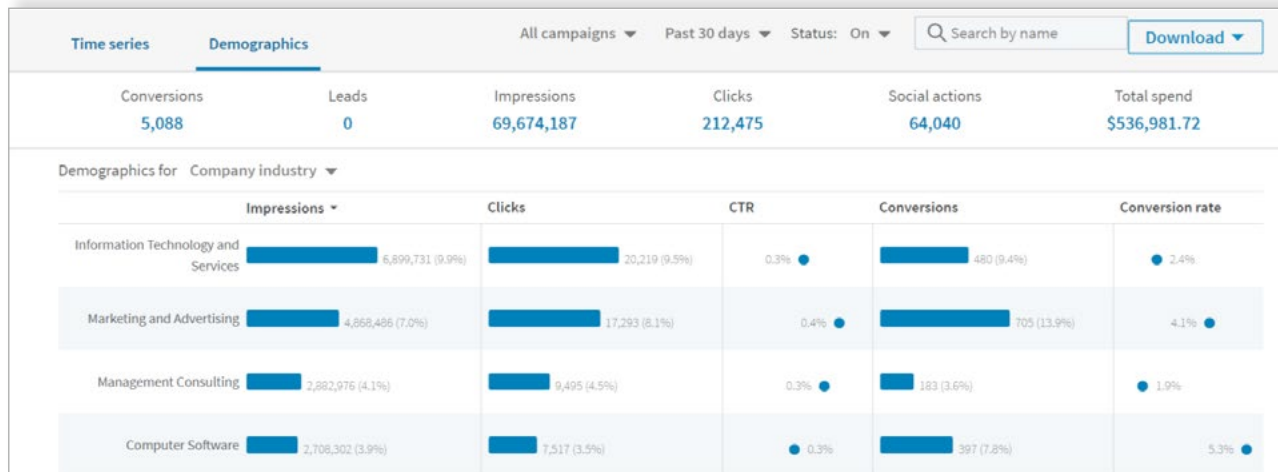 Time series Demographics All campaigns Past 30 days Status: On Search by name Download
Conversions Leads Impressions Clicks Social actions Total spend
5,088 0 69,674,187 212,475 64,040 $536,981.72
Demographics for Company industry
Impressions Clicks CTR Conversions Conversion rate
Information Technology and
Services 6,899,731 (9.9%) 20,219 (9.5%) 0.3% 480 (9.4%) 2.4%
Marketing and Advertising 4,868,486 (7.0%) 17,293 (8.1%) 0.4% 705 (13.9%) 4.1%
Management Consulting 2,882,976 (4.1%) 9,495 (4.5%) 0.3% 183 (3.6%) 1.9%
Computer Software 2,708,302 (3.9%) 7,517 (3.5%) 0.3% 397 (7.8%) 5.3%